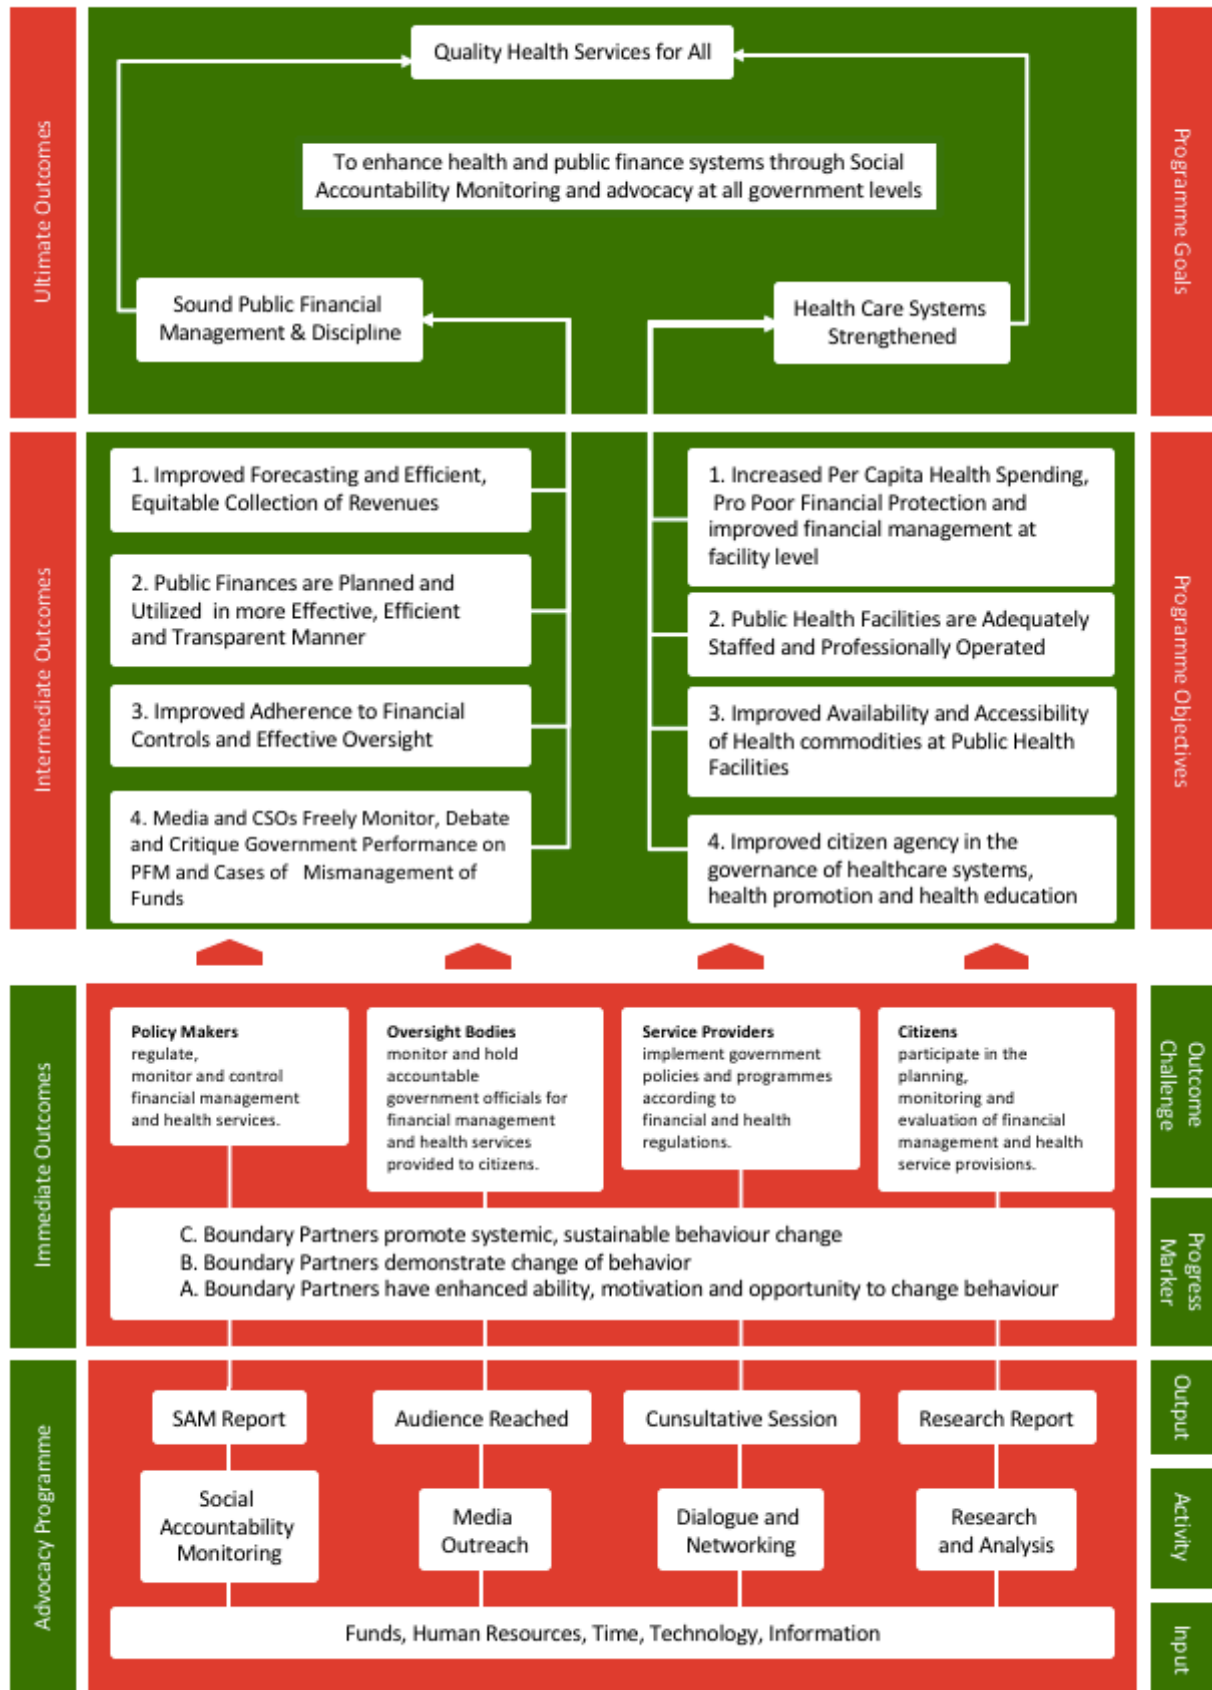 Ultimate Outcomes
Quality Health Services for All
To enhance health and public finance systems through Social
Accountability Monitoring and advocacy at all government levels
Sound Public Financial
Management & Discipline
Health Care Systems
Strengthened
Programme Goals
Intermediate Outcomes
1. Improved Forecasting and Efficient,
Equitable Collection of Revenues
2. Public Finances are Planned and
Utilized in more Effective, Efficient
and Transparent Manner
3. Improved Adherence to Financial
Controls and Effective Oversight
4. Media and CSOs Freely Monitor, Debate
and Critique Government Performance on
PFM and Cases of Mismanagement of
Funds
1. Increased Per Capita Health Spending,
Pro Poor Financial Protection and
improved financial management at
facility level
2. Public Health Facilities are Adequately
Staffed and Professionally Operated
3. Improved Availability and Accessibility
of Health commodities at Public Health
Facilities
4. Improved citizen agency in the
governance of healthcare systems,
health promotion and health education
Programme Objectives
Immediate Outcomes
Policy Makers
regulate,
monitor and control
financial management
and health services.
Oversight Bodies
monitor and hold
accountable
government officials for
financial management
and health services
provided to citizens.
Service Providers
implement government
policies and programmes
according to
financial and health
regulations.
Citizens
participate in the
planning,
monitoring and
evaluation of financial
management and health
service provisions.
Outcome
Challenge
C. Boundary Partners promote systemic, sustainable behaviour change
B. Boundary Partners demonstrate change of behavior
A. Boundary Partners have enhanced ability, motivation and opportunity to change behaviour
Progress
Marker
Advocacy Programme
SAM Report
Audience Reached
Cunsultative Session
Research Report
Output
Social
Accountability
Monitoring
Media
Outreach
Dialogue and
Networking
Research
and Analysis
Activity
Funds, Human Resources, Time, Technology, Information
Input